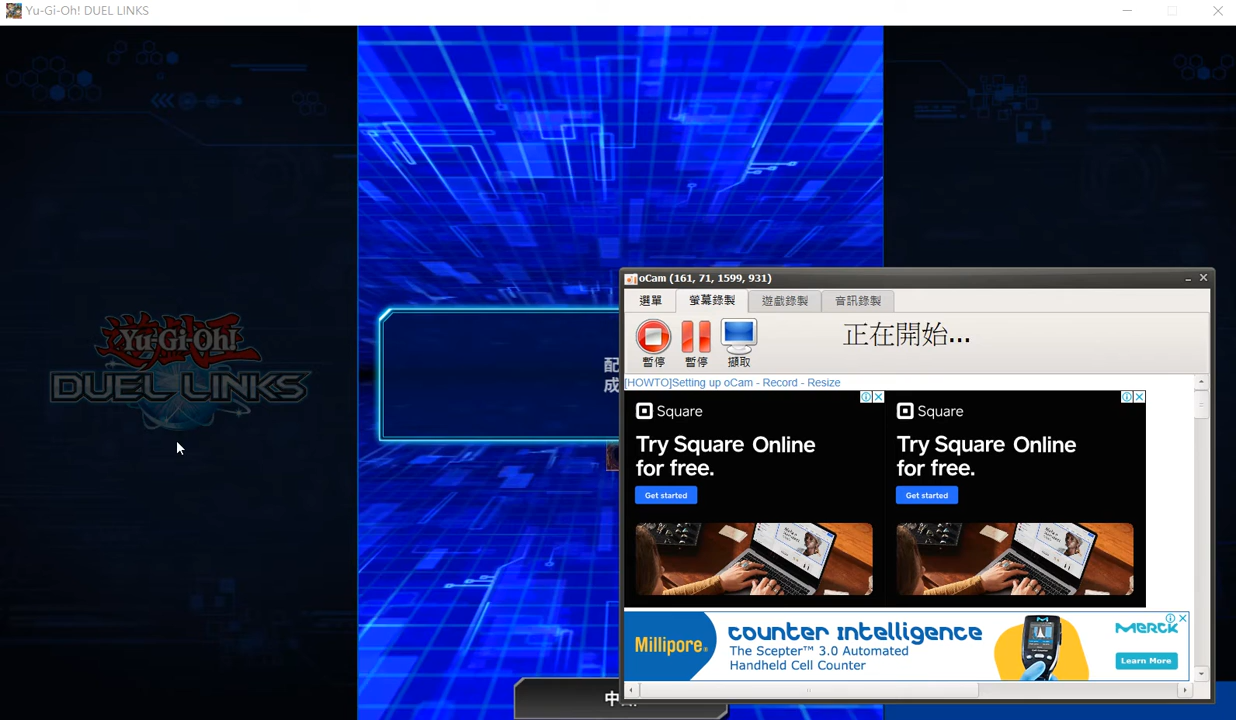 Yu-Gi-Oh! DUEL LINKS
Yu-Gi-Oh!
DUEL LINKS
配
成
中
oCam (161, 71, 1599, 931)
選單 螢幕錄製 遊戲錄製 音訊錄製
正在開始...
暫停 暫停 擷取
[HOWTO]Setting up oCam - Record - Resize
Square
Try Square Online
for free.
Get started
Square
Try Square Online
for free.
Get started
Millipore®
counter intelligence
The Scepter™ 3.0 Automated
Handheld Cell Counter
MERCK
Learn More